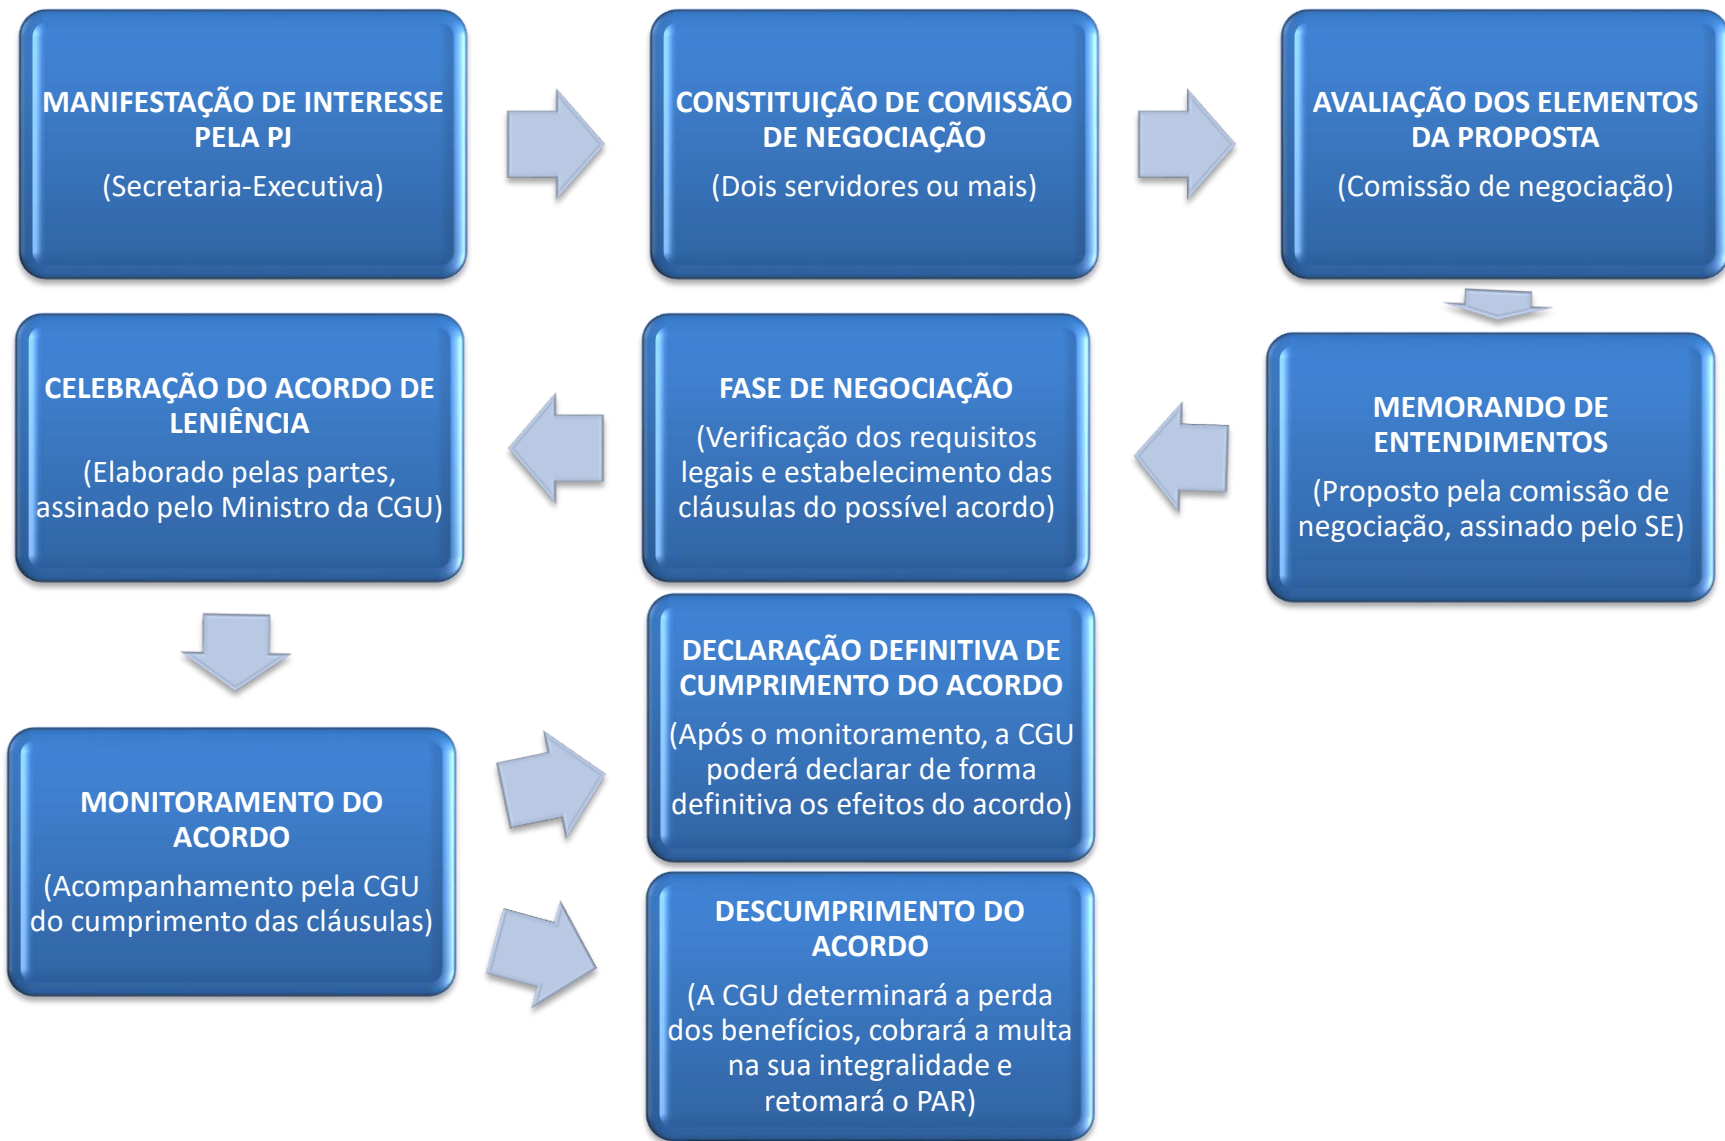 MANIFESTAÇÃO DE INTERESSE
PELA PJ
(Secretaria-Executiva)
CONSTITUIÇÃO DE COMISSÃO
DE NEGOCIAÇÃO
(Dois servidores ou mais)
AVALIAÇÃO DOS ELEMENTOS
DA PROPOSTA
(Comissão de negociação)
MEMORANDO DE
ENTENDIMENTOS
(Proposto pela comissão de
negociação, assinado pelo SE)
FASE DE NEGOCIAÇÃO
(Verificação dos requisitos
legais e estabelecimento das
cláusulas do possível acordo)
CELEBRAÇÃO DO ACORDO DE
LENIÊNCIA
(Elaborado pelas partes,
assinado pelo Ministro da CGU)
MONITORAMENTO DO
ACORDO
(Acompanhamento pela CGU
do cumprimento das cláusulas)
DECLARAÇÃO DEFINITIVA DE
CUMPRIMENTO DO ACORDO
(Após o monitoramento, a CGU
poderá declarar de forma
definitiva os efeitos do acordo)
DESCUMPRIMENTO DO
ACORDO
(A CGU determinará a perda
dos benefícios, cobrará a multa
na sua integralidade e
retomará o PAR)